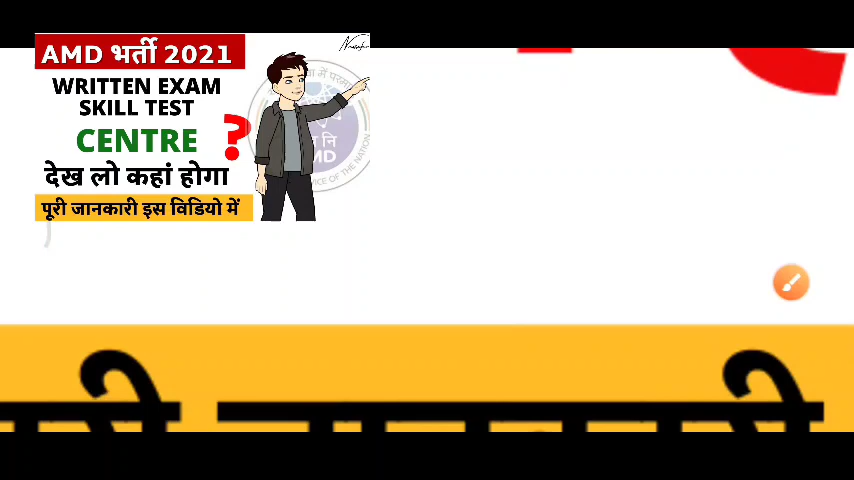 AMD भर्ती 2021
WRITTEN EXAM
SKILL TEST
CENTRE ?
देख लो कहां होगा
पूरी जानकारी इस विडियो में